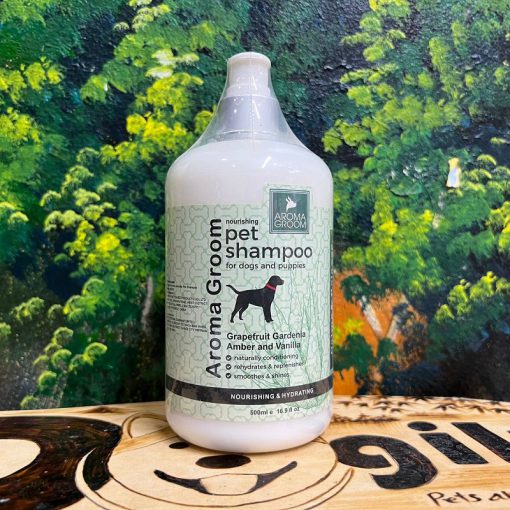 AROMA
GROOM
Aroma Groom
nourishing
pet
shampoo
for dogs and puppies
Grapefruit Gardenia
Amber and Vanilla
naturally conditioning
rehydrates & replenishes
smoothes & shines
NOURISHING & HYDRATING
500ml e 16.9 fl oz
Pets